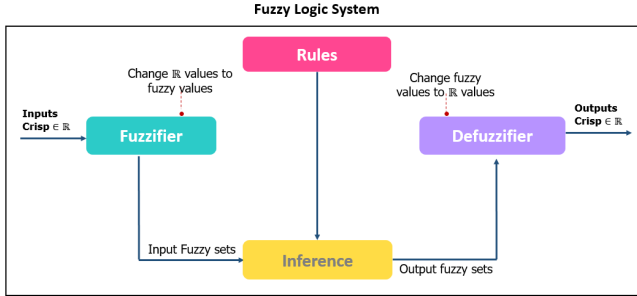 Fuzzy Logic System
Rules
Change ℝ values to
fuzzy values
Change fuzzy
values to ℝ values
Inputs
Crisp ∈ ℝ
Fuzzifier
Defuzzifier
Outputs
Crisp ∈ ℝ
Input Fuzzy sets
Inference
Output fuzzy sets